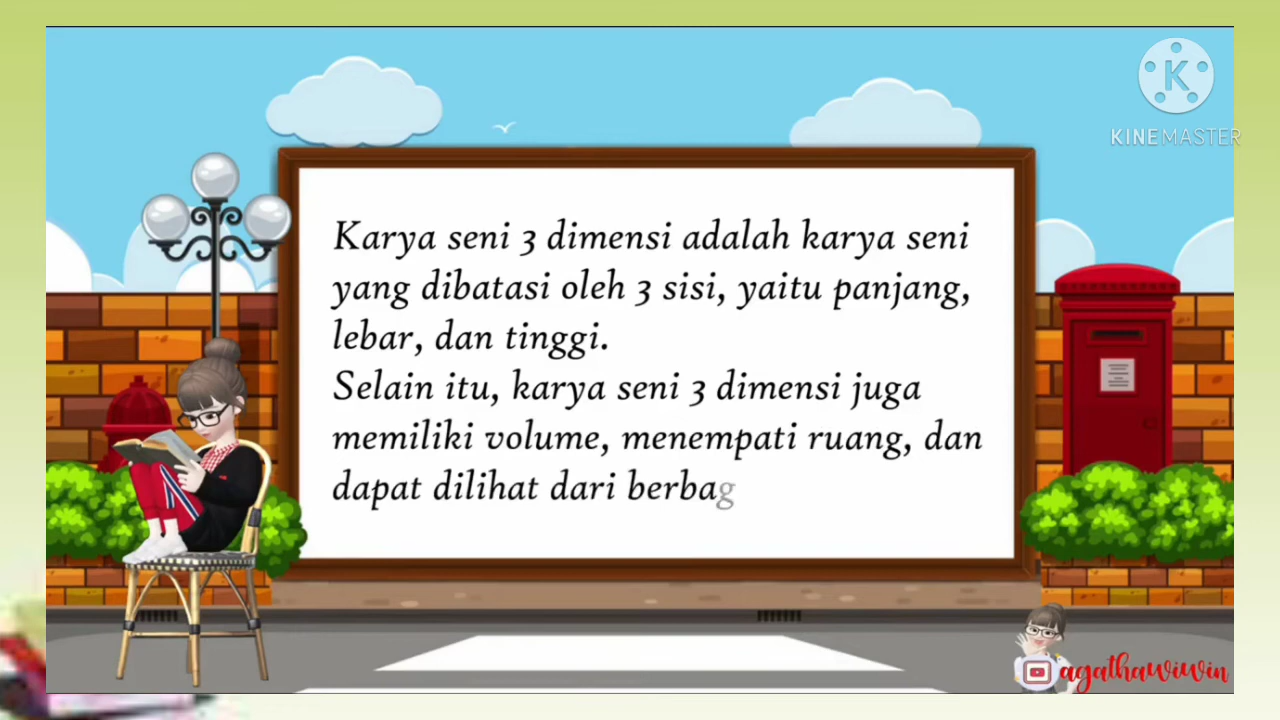 K
KINEMASTER
Karya seni 3 dimensi adalah karya seni
yang dibatasi oleh 3 sisi, yaitu panjang,
lebar, dan tinggi.
Selain itu, karya seni 3 dimensi juga
memiliki volume, menempati ruang, dan
dapat dilihat dari berbag
agathawiwin